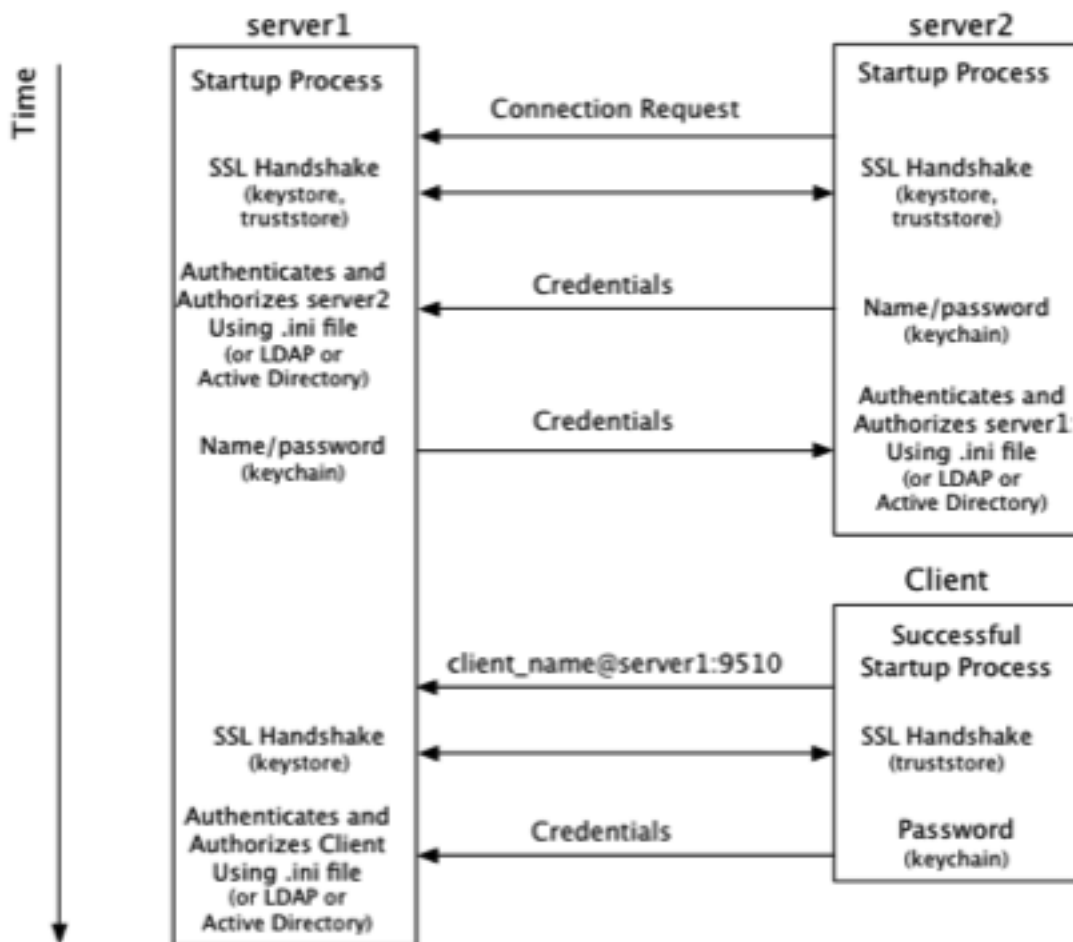 server1
server2
Time
Startup Process
Startup Process
Connection Request
SSL Handshake
(keystore,
truststore)
SSL Handshake
(keystore,
truststore)
Authenticates and
Authorizes server2
Using .ini file
(or LDAP or
Active Directory)
Credentials
Name/password
(keychain)
Name/password
(keychain)
Credentials
Authenticates and
Authorizes server1:
Using .ini file
(or LDAP or
Active Directory)
Client
Successful
Startup Process
client_name@server1:9510
SSL Handshake
(keystore)
SSL Handshake
(truststore)
Authenticates and
Authorizes Client
Using .ini file
(or LDAP or
Active Directory)
Credentials
Password
(keychain)